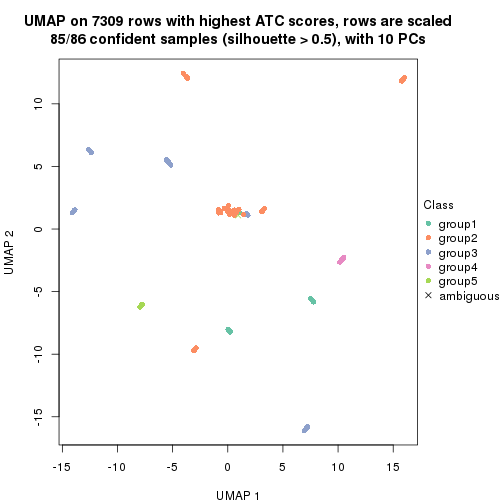 UMAP on 7309 rows with highest ATC scores, rows are scaled
85/86 confident samples (silhouette > 0.5), with 10 PCs
10
5
0
-5
-10
-15
UMAP 2
-15
-10
-5
0
5
10
15
UMAP 1
Class
group1
group2
group3
group4
group5
ambiguous